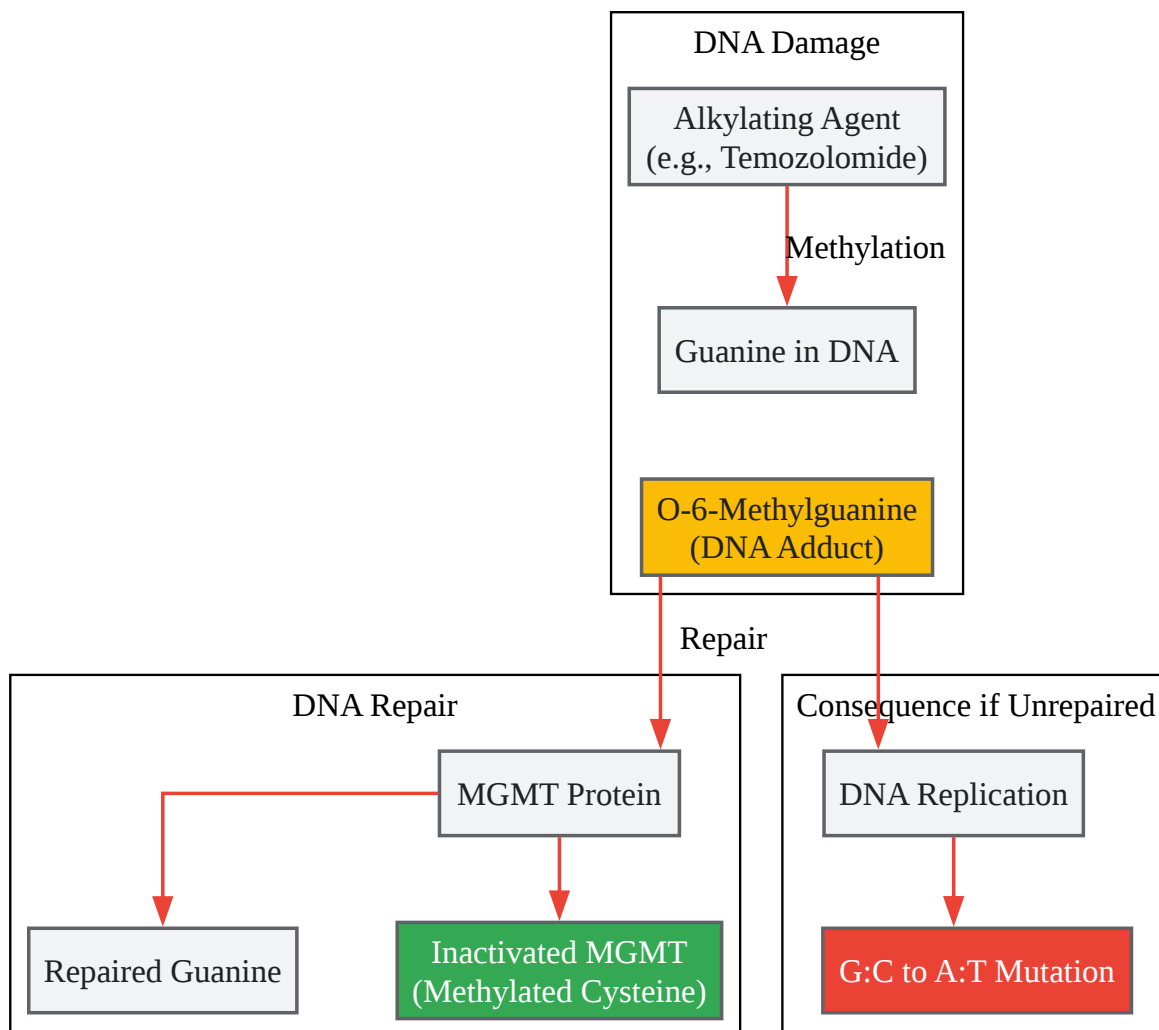 DNA Damage
Alkylating Agent
(e.g., Temozolomide)
Methylation
Guanine in DNA
O-6-Methylguanine
(DNA Adduct)
Repair
DNA Repair
MGMT Protein
Repaired Guanine
Inactivated MGMT
(Methylated Cysteine)
Consequence if Unrepaired
DNA Replication
G:C to A:T Mutation